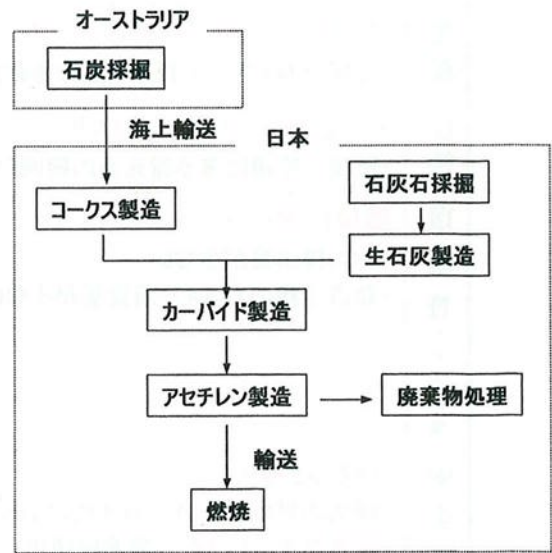 オーストラリア
石炭採掘
海上輸送
日本
石灰石採掘
コークス製造
生石灰製造
カーバイド製造
アセチレン製造
廃棄物処理
輸送
燃焼